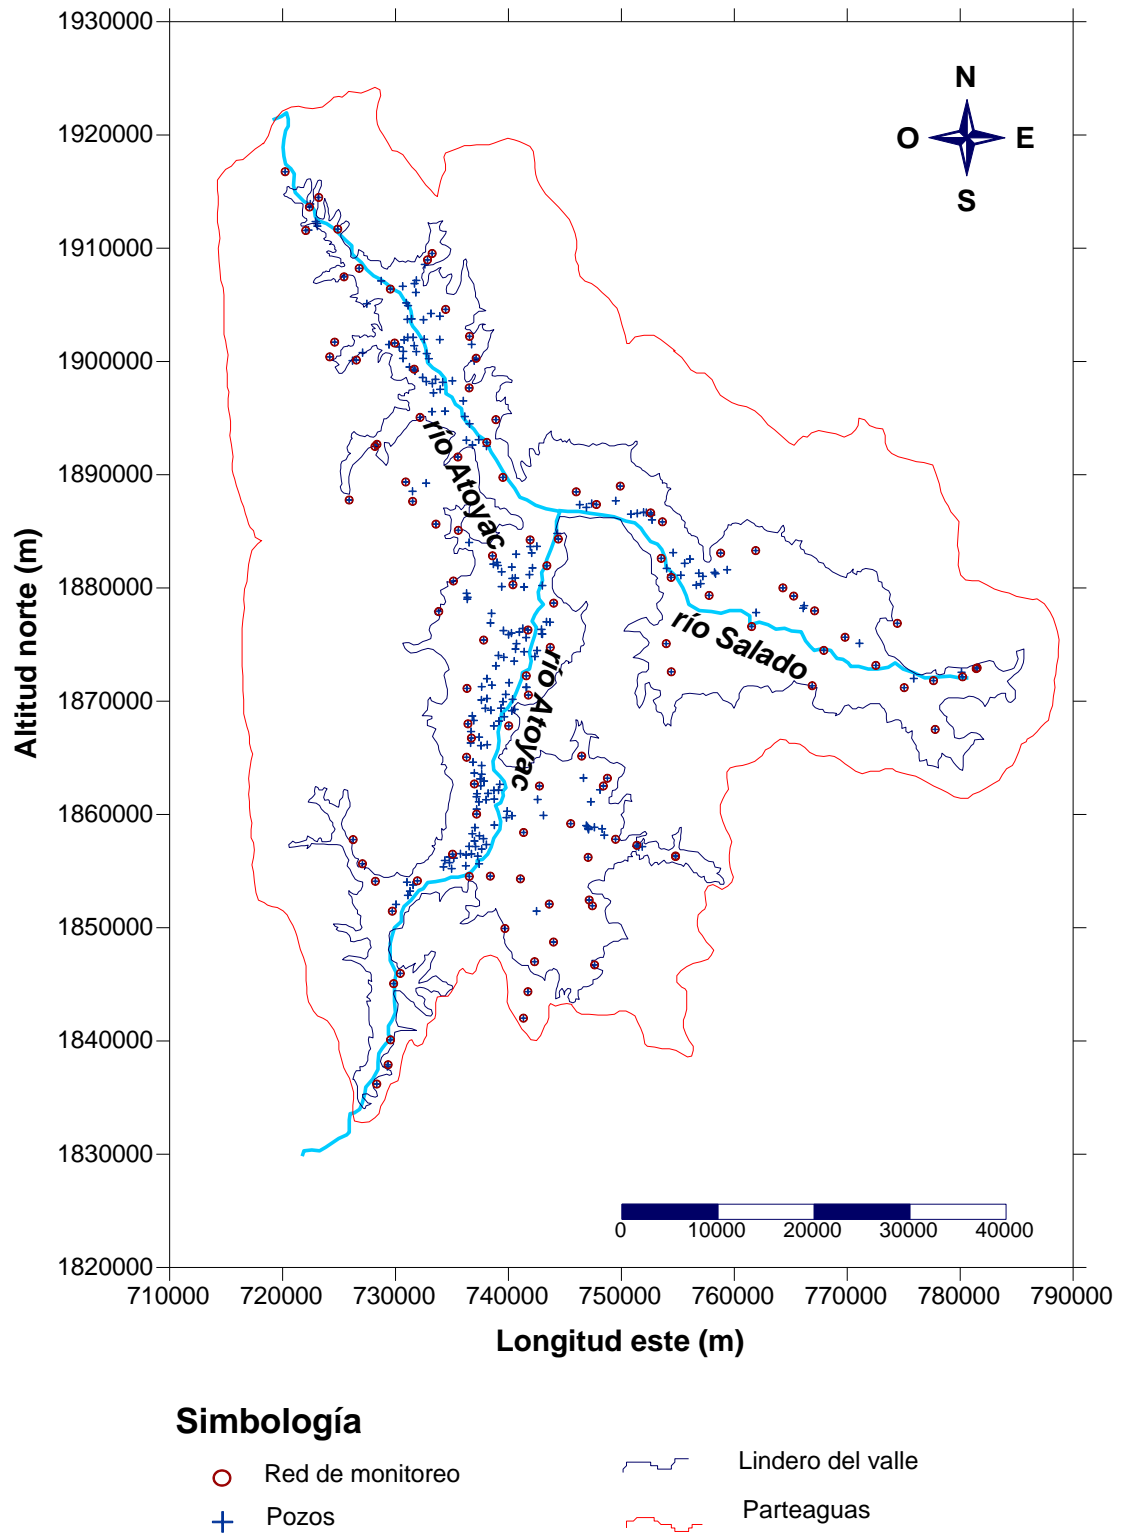 1930000
1920000
1910000
1900000
1890000
1880000
1870000
1860000
1850000
1840000
1830000
1820000
Altitud norte (m)
N
O
E
S
río Atoyac
río Salado
río Atoyac
0 10000 20000 30000 40000
710000 720000 730000 740000 750000 760000 770000 780000 790000
Longitud este (m)
Simbología
Red de monitoreo
Lindero del valle
Pozos
Parteaguas